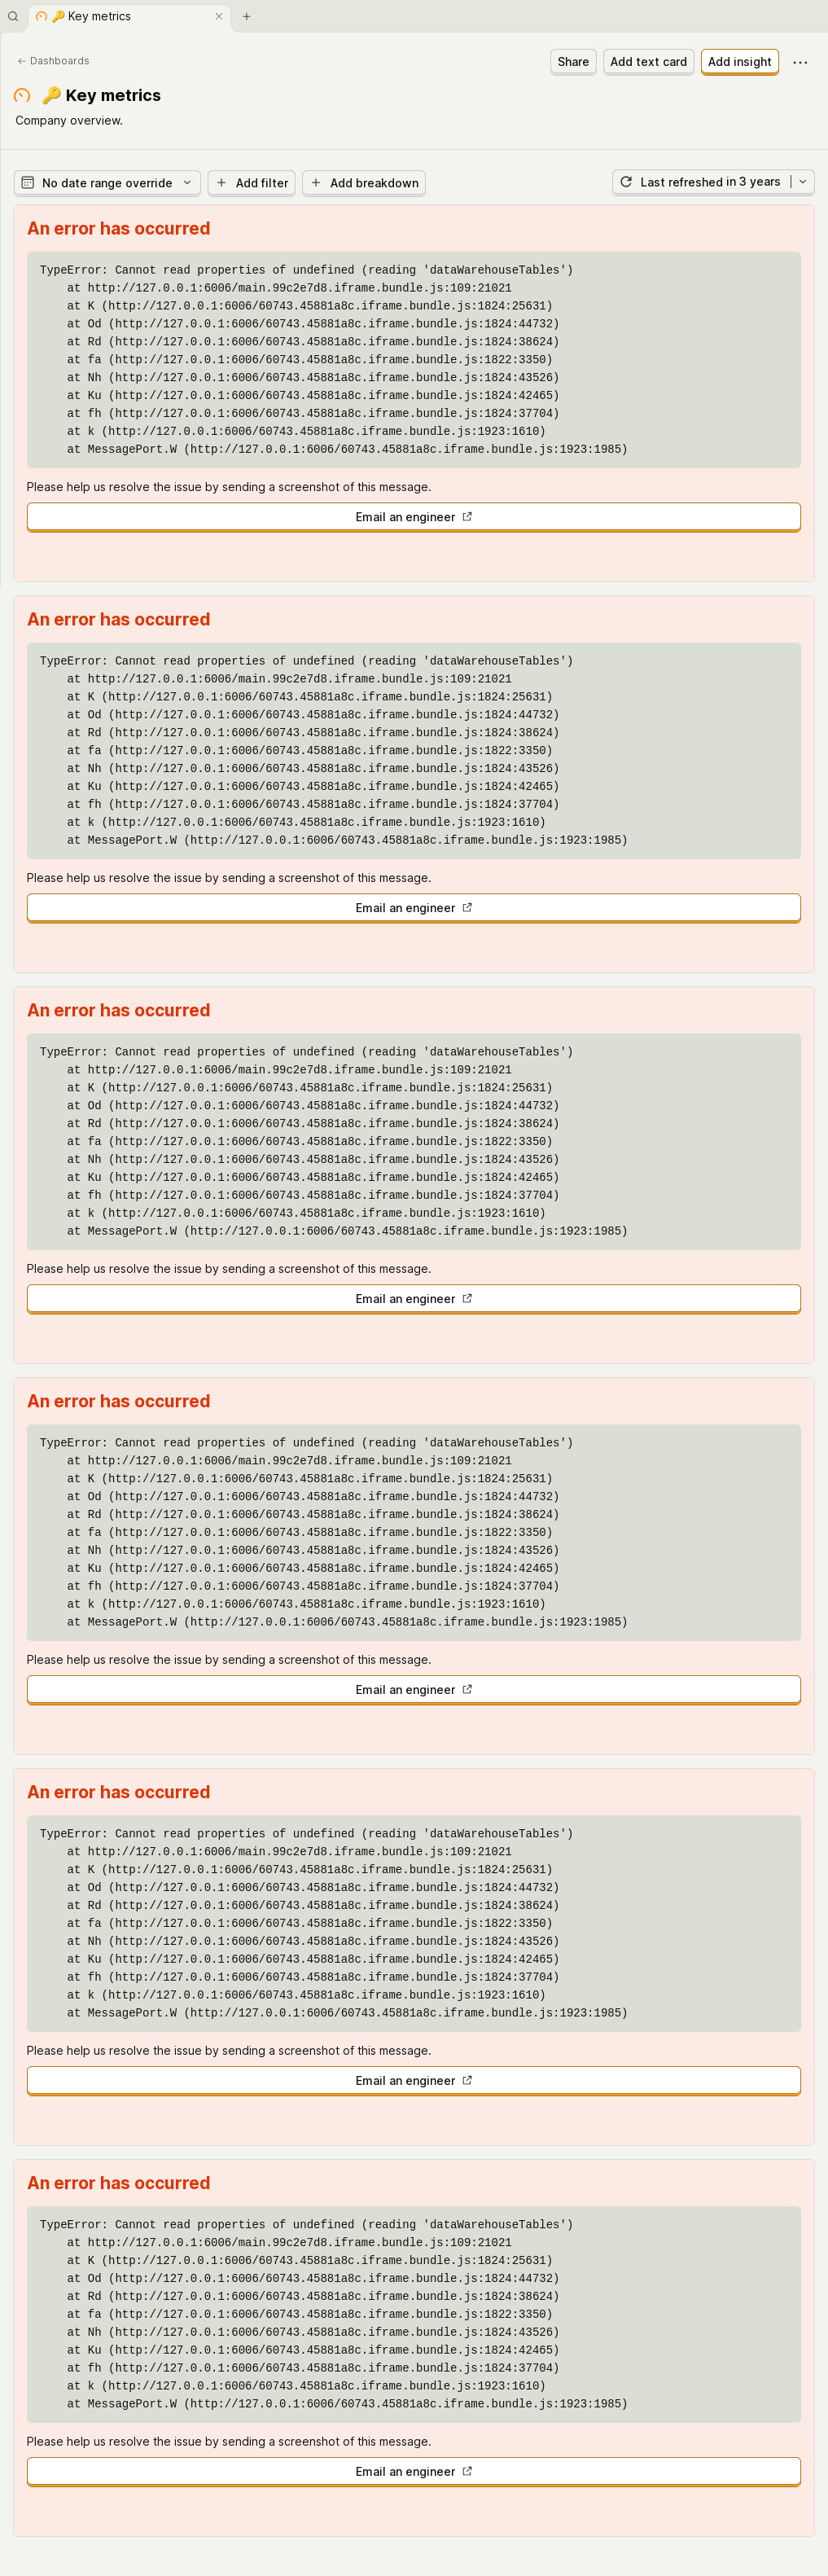 🔑 Key metrics
Dashboards
Share
Add text card
Add insight
🔑 Key metrics
Company overview.
No date range override
Add filter
Add breakdown
Last refreshed in 3 years
An error has occurred
TypeError: Cannot read properties of undefined (reading 'dataWarehouseTables')
at http://127.0.0.1:6006/main.99c2e7d8.iframe.bundle.js:109:21021
at K (http://127.0.0.1:6006/60743.45881a8c.iframe.bundle.js:1824:25631)
at Od (http://127.0.0.1:6006/60743.45881a8c.iframe.bundle.js:1824:44732)
at Rd (http://127.0.0.1:6006/60743.45881a8c.iframe.bundle.js:1824:38624)
at fa (http://127.0.0.1:6006/60743.45881a8c.iframe.bundle.js:1822:3350)
at Nh (http://127.0.0.1:6006/60743.45881a8c.iframe.bundle.js:1824:43526)
at Ku (http://127.0.0.1:6006/60743.45881a8c.iframe.bundle.js:1824:42465)
at fh (http://127.0.0.1:6006/60743.45881a8c.iframe.bundle.js:1824:37704)
at k (http://127.0.0.1:6006/60743.45881a8c.iframe.bundle.js:1923:1610)
at MessagePort.W (http://127.0.0.1:6006/60743.45881a8c.iframe.bundle.js:1923:1985)
Please help us resolve the issue by sending a screenshot of this message.
Email an engineer
An error has occurred
TypeError: Cannot read properties of undefined (reading 'dataWarehouseTables')
at http://127.0.0.1:6006/main.99c2e7d8.iframe.bundle.js:109:21021
at K (http://127.0.0.1:6006/60743.45881a8c.iframe.bundle.js:1824:25631)
at Od (http://127.0.0.1:6006/60743.45881a8c.iframe.bundle.js:1824:44732)
at Rd (http://127.0.0.1:6006/60743.45881a8c.iframe.bundle.js:1824:38624)
at fa (http://127.0.0.1:6006/60743.45881a8c.iframe.bundle.js:1822:3350)
at Nh (http://127.0.0.1:6006/60743.45881a8c.iframe.bundle.js:1824:43526)
at Ku (http://127.0.0.1:6006/60743.45881a8c.iframe.bundle.js:1824:42465)
at fh (http://127.0.0.1:6006/60743.45881a8c.iframe.bundle.js:1824:37704)
at k (http://127.0.0.1:6006/60743.45881a8c.iframe.bundle.js:1923:1610)
at MessagePort.W (http://127.0.0.1:6006/60743.45881a8c.iframe.bundle.js:1923:1985)
Please help us resolve the issue by sending a screenshot of this message.
Email an engineer
An error has occurred
TypeError: Cannot read properties of undefined (reading 'dataWarehouseTables')
at http://127.0.0.1:6006/main.99c2e7d8.iframe.bundle.js:109:21021
at K (http://127.0.0.1:6006/60743.45881a8c.iframe.bundle.js:1824:25631)
at Od (http://127.0.0.1:6006/60743.45881a8c.iframe.bundle.js:1824:44732)
at Rd (http://127.0.0.1:6006/60743.45881a8c.iframe.bundle.js:1824:38624)
at fa (http://127.0.0.1:6006/60743.45881a8c.iframe.bundle.js:1822:3350)
at Nh (http://127.0.0.1:6006/60743.45881a8c.iframe.bundle.js:1824:43526)
at Ku (http://127.0.0.1:6006/60743.45881a8c.iframe.bundle.js:1824:42465)
at fh (http://127.0.0.1:6006/60743.45881a8c.iframe.bundle.js:1824:37704)
at k (http://127.0.0.1:6006/60743.45881a8c.iframe.bundle.js:1923:1610)
at MessagePort.W (http://127.0.0.1:6006/60743.45881a8c.iframe.bundle.js:1923:1985)
Please help us resolve the issue by sending a screenshot of this message.
Email an engineer
An error has occurred
TypeError: Cannot read properties of undefined (reading 'dataWarehouseTables')
at http://127.0.0.1:6006/main.99c2e7d8.iframe.bundle.js:109:21021
at K (http://127.0.0.1:6006/60743.45881a8c.iframe.bundle.js:1824:25631)
at Od (http://127.0.0.1:6006/60743.45881a8c.iframe.bundle.js:1824:44732)
at Rd (http://127.0.0.1:6006/60743.45881a8c.iframe.bundle.js:1824:38624)
at fa (http://127.0.0.1:6006/60743.45881a8c.iframe.bundle.js:1822:3350)
at Nh (http://127.0.0.1:6006/60743.45881a8c.iframe.bundle.js:1824:43526)
at Ku (http://127.0.0.1:6006/60743.45881a8c.iframe.bundle.js:1824:42465)
at fh (http://127.0.0.1:6006/60743.45881a8c.iframe.bundle.js:1824:37704)
at k (http://127.0.0.1:6006/60743.45881a8c.iframe.bundle.js:1923:1610)
at MessagePort.W (http://127.0.0.1:6006/60743.45881a8c.iframe.bundle.js:1923:1985)
Please help us resolve the issue by sending a screenshot of this message.
Email an engineer
An error has occurred
TypeError: Cannot read properties of undefined (reading 'dataWarehouseTables')
at http://127.0.0.1:6006/main.99c2e7d8.iframe.bundle.js:109:21021
at K (http://127.0.0.1:6006/60743.45881a8c.iframe.bundle.js:1824:25631)
at Od (http://127.0.0.1:6006/60743.45881a8c.iframe.bundle.js:1824:44732)
at Rd (http://127.0.0.1:6006/60743.45881a8c.iframe.bundle.js:1824:38624)
at fa (http://127.0.0.1:6006/60743.45881a8c.iframe.bundle.js:1822:3350)
at Nh (http://127.0.0.1:6006/60743.45881a8c.iframe.bundle.js:1824:43526)
at Ku (http://127.0.0.1:6006/60743.45881a8c.iframe.bundle.js:1824:42465)
at fh (http://127.0.0.1:6006/60743.45881a8c.iframe.bundle.js:1824:37704)
at k (http://127.0.0.1:6006/60743.45881a8c.iframe.bundle.js:1923:1610)
at MessagePort.W (http://127.0.0.1:6006/60743.45881a8c.iframe.bundle.js:1923:1985)
Please help us resolve the issue by sending a screenshot of this message.
Email an engineer
An error has occurred
TypeError: Cannot read properties of undefined (reading 'dataWarehouseTables')
at http://127.0.0.1:6006/main.99c2e7d8.iframe.bundle.js:109:21021
at K (http://127.0.0.1:6006/60743.45881a8c.iframe.bundle.js:1824:25631)
at Od (http://127.0.0.1:6006/60743.45881a8c.iframe.bundle.js:1824:44732)
at Rd (http://127.0.0.1:6006/60743.45881a8c.iframe.bundle.js:1824:38624)
at fa (http://127.0.0.1:6006/60743.45881a8c.iframe.bundle.js:1822:3350)
at Nh (http://127.0.0.1:6006/60743.45881a8c.iframe.bundle.js:1824:43526)
at Ku (http://127.0.0.1:6006/60743.45881a8c.iframe.bundle.js:1824:42465)
at fh (http://127.0.0.1:6006/60743.45881a8c.iframe.bundle.js:1824:37704)
at k (http://127.0.0.1:6006/60743.45881a8c.iframe.bundle.js:1923:1610)
at MessagePort.W (http://127.0.0.1:6006/60743.45881a8c.iframe.bundle.js:1923:1985)
Please help us resolve the issue by sending a screenshot of this message.
Email an engineer